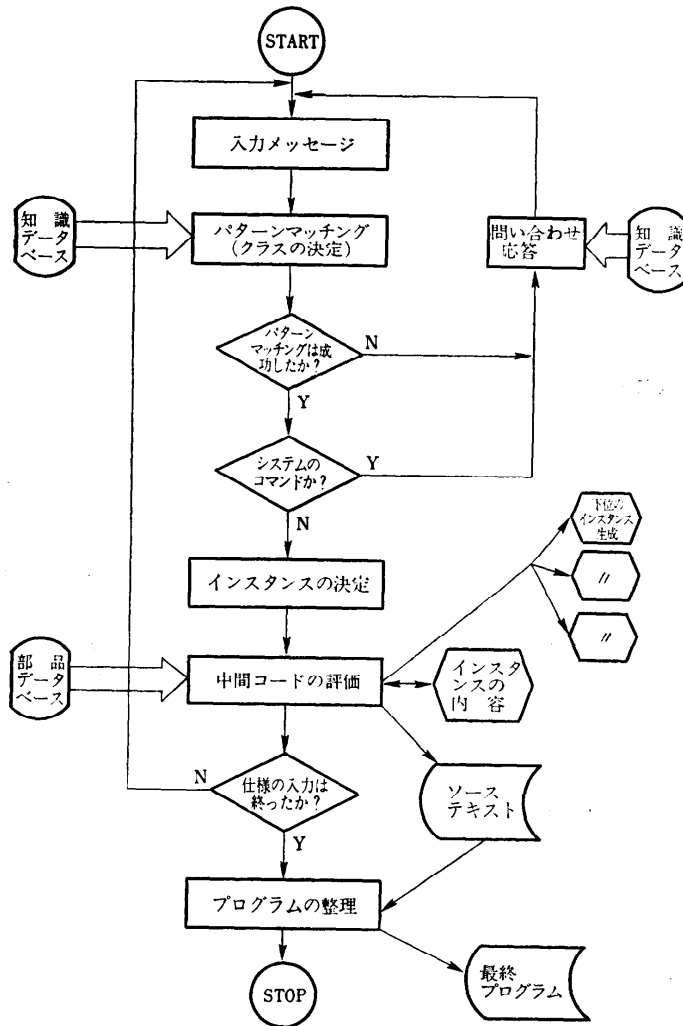 START
入力メッセージ
知識
データ
ベース
パターンマッチング
(クラスの決定)
問い合わせ
応答
知識
データ
ベース
パターン
マッチングは成
功したか?
N
Y
システムの
コマンドか?
Y
N
下位の
インスタンス
生成
〃
〃
インスタンスの決定
部品
データ
ベース
中間コードの評価
インスタ
ンスの
内容
N
仕様の入力は
終ったか?
Y
ソース
テキスト
プログラムの整理
STOP
最終
プログラム